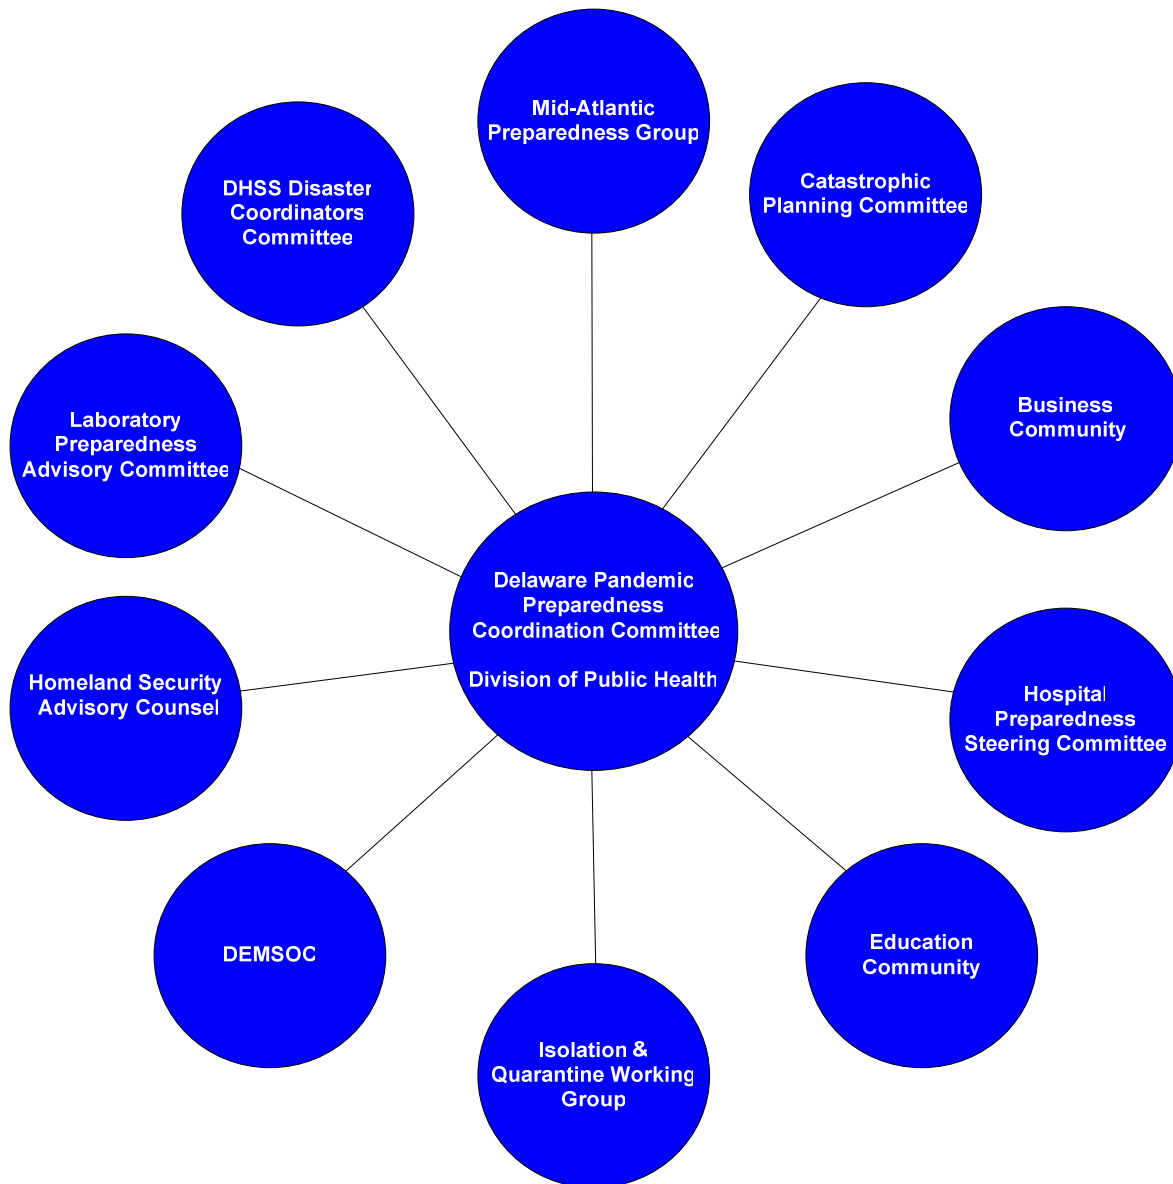 Mid-Atlantic
Preparedness Group
Catastrophic
Planning Committee
DHSS Disaster
Coordinators
Committee
Business
Community
Laboratory
Preparedness
Advisory Committee
Delaware Pandemic
Preparedness
Coordination Committee
Division of Public Health
Homeland Security
Advisory Counsel
Hospital
Preparedness
Steering Committee
DEMSOC
Education
Community
Isolation &
Quarantine Working
Group